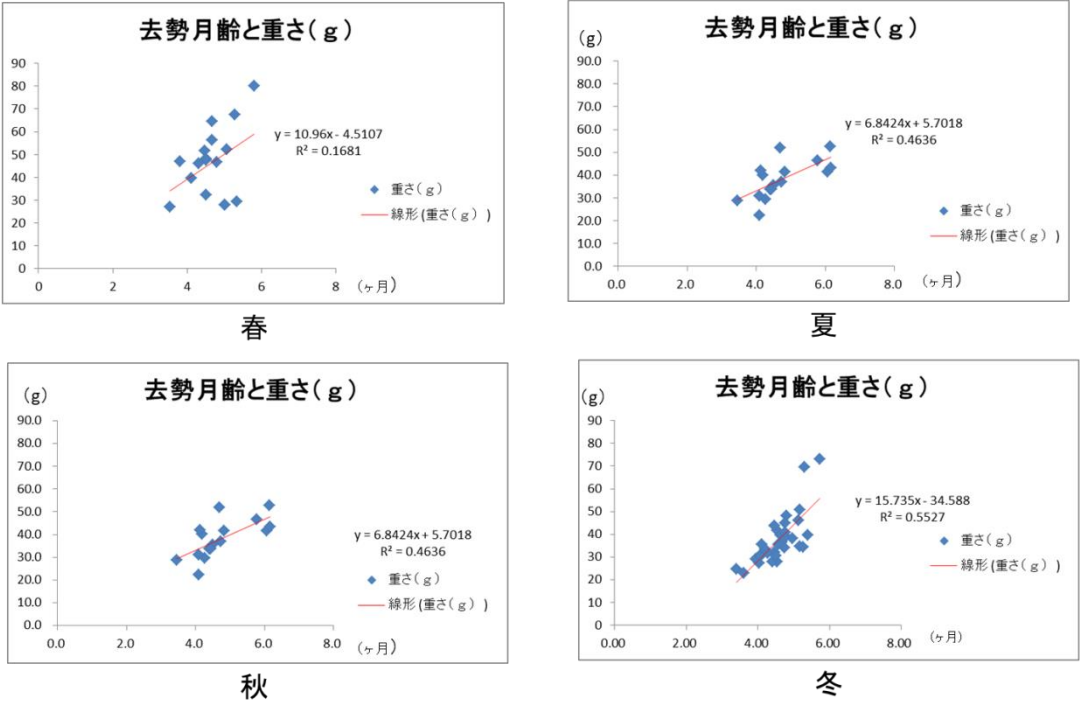 去勢月齢と重さ(ｇ)
90
80
70
60
50
40
30
20
10
0
0
2
4
6
8
(ヶ月)
y = 10.96x - 4.5107
R² = 0.1681
重さ(ｇ)
線形 (重さ(ｇ) )
春
去勢月齢と重さ(ｇ)
(g)
90.0
80.0
70.0
60.0
50.0
40.0
30.0
20.0
10.0
0.0
0.0
2.0
4.0
6.0
8.0
(ヶ月)
y = 6.8424x + 5.7018
R² = 0.4636
重さ(ｇ)
線形 (重さ(ｇ) )
夏
去勢月齢と重さ(ｇ)
(g)
90.0
80.0
70.0
60.0
50.0
40.0
30.0
20.0
10.0
0.0
0.0
2.0
4.0
6.0
8.0
(ヶ月)
y = 6.8424x + 5.7018
R² = 0.4636
重さ(ｇ)
線形 (重さ(ｇ) )
秋
去勢月齢と重さ(ｇ)
(g)
90
80
70
60
50
40
30
20
10
0
0.00
2.00
4.00
6.00
8.00
(ヶ月)
y = 15.735x - 34.588
R² = 0.5527
重さ(ｇ)
線形 (重さ(ｇ) )
冬